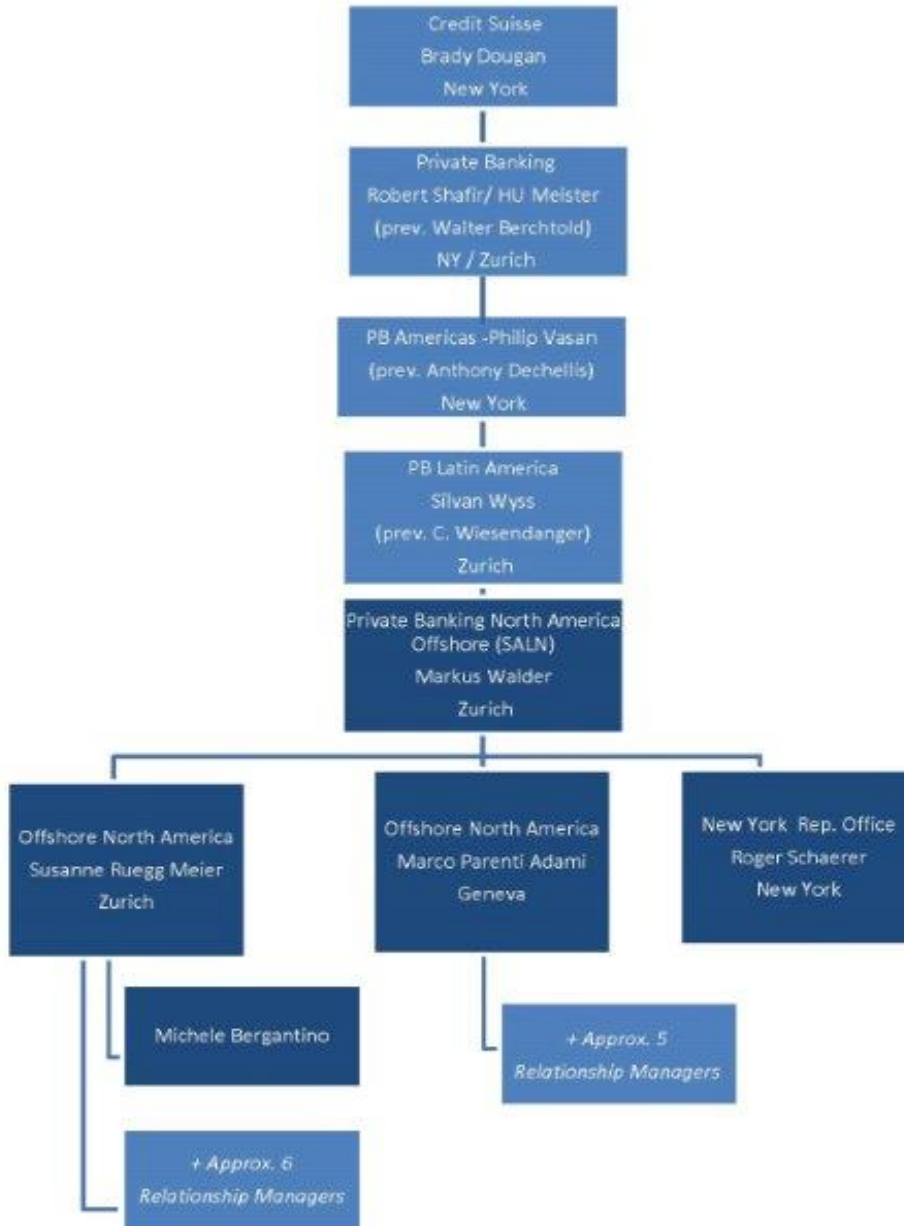 Credit Suisse
Brady Dougan
New York
Private Banking
Robert Shafir/ HU Meister
(prev. Walter Berchtold)
NY / Zurich
PB Americas -Philip Vasan
(prev. Anthony Dechellis)
New York
PB Latin America
Silvan Wyss
(prev. C. Wiesendanger)
Zurich
Private Banking North America
Offshore (SALN)
Markus Walder
Zurich
Offshore North America
Susanne Ruegg Meier
Zurich
Offshore North America
Marco Parenti Adami
Geneva
New York Rep. Office
Roger Schaerer
New York
Michele Bergantino
+ Approx. 5
Relationship Managers
+ Approx. 6
Relationship Managers